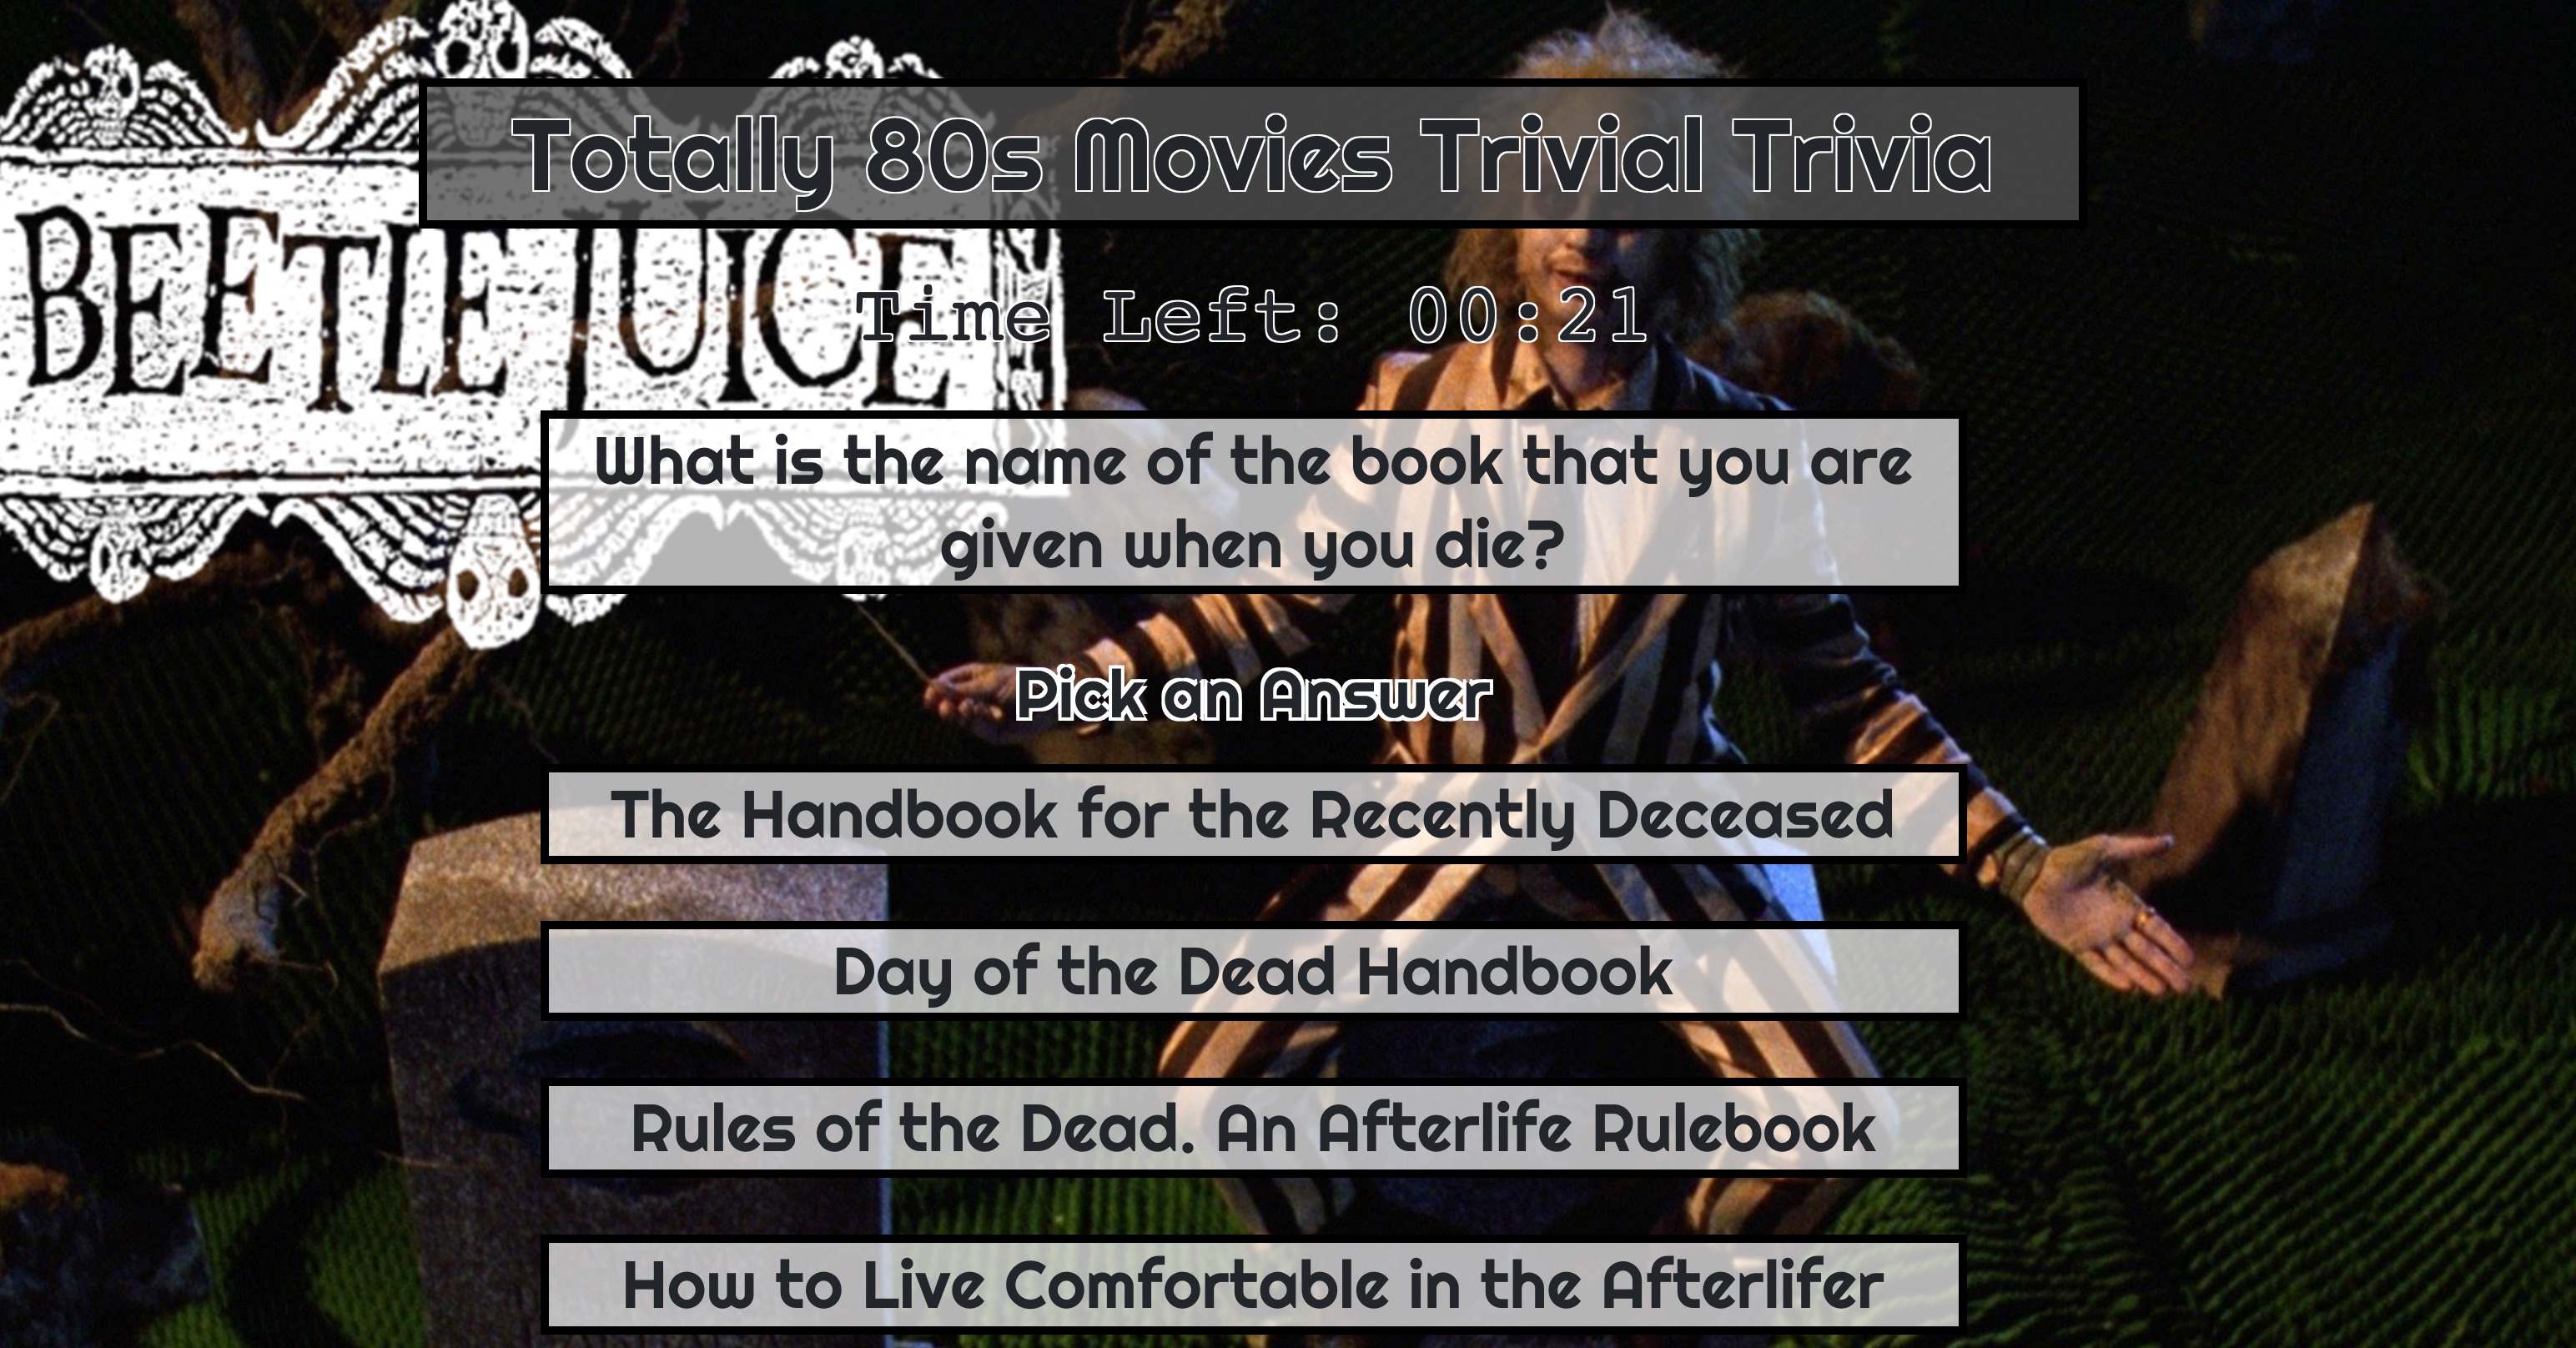 Totally 80s Movies Trivial Trivia
BEETLEJUICE
Time Left: 00:21
What is the name of the book that you are
given when you die?
Pick an Answer
The Handbook for the Recently Deceased
Day of the Dead Handbook
Rules of the Dead. An Afterlife Rulebook
How to Live Comfortable in the Afterlifer